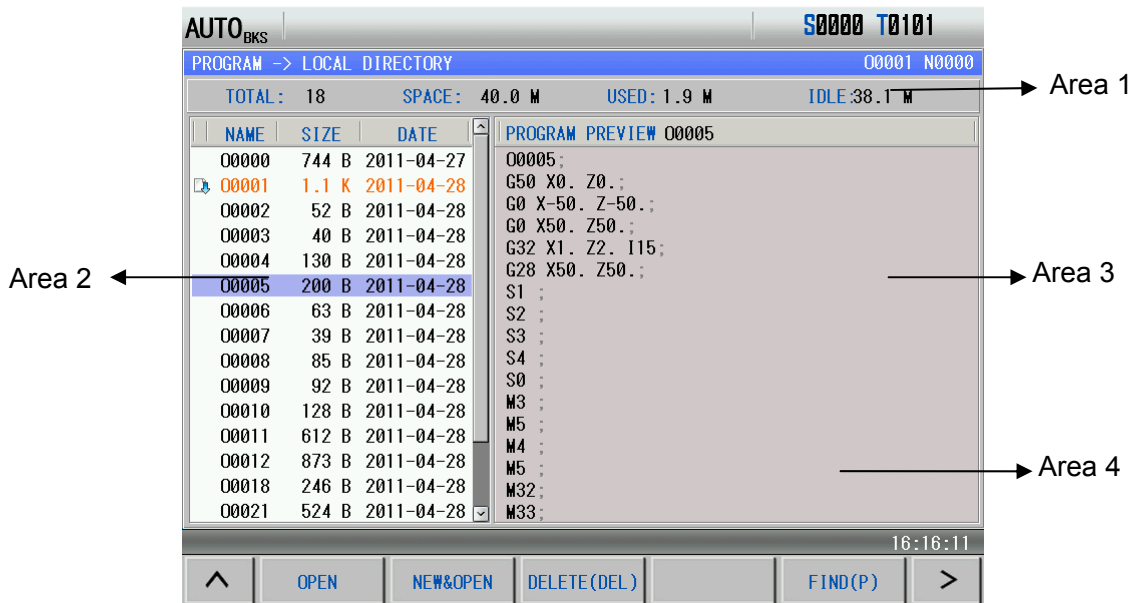 AUTO BKS S0000 T0101
PROGRAM -> LOCAL DIRECTORY O0001 N0000
TOTAL: 18 SPACE: 40.0 M USED: 1.9 M IDLE:38.1 M
Area 1
NAME SIZE DATE
O0000 744 B 2011-04-27
O0001 1.1 K 2011-04-28
O0002 52 B 2011-04-28
O0003 40 B 2011-04-28
O0004 130 B 2011-04-28
O0005 200 B 2011-04-28
O0006 63 B 2011-04-28
O0007 39 B 2011-04-28
O0008 85 B 2011-04-28
O0009 92 B 2011-04-28
O0010 128 B 2011-04-28
O0011 612 B 2011-04-28
O0012 873 B 2011-04-28
O0018 246 B 2011-04-28
O0021 524 B 2011-04-28
Area 2
PROGRAM PREVIEW O0005
O0005;
G50 X0. Z0.;
G0 X-50. Z-50.;
G0 X50. Z50.;
G32 X1. Z2. I15;
G28 X50. Z50.;
S1 ;
S2 ;
S3 ;
S4 ;
S0 ;
M3 ;
M5 ;
M4 ;
M5 ;
M32;
M33;
Area 3
Area 4
16:16:11
^ OPEN NEW&OPEN DELETE(DEL) FIND(P) >